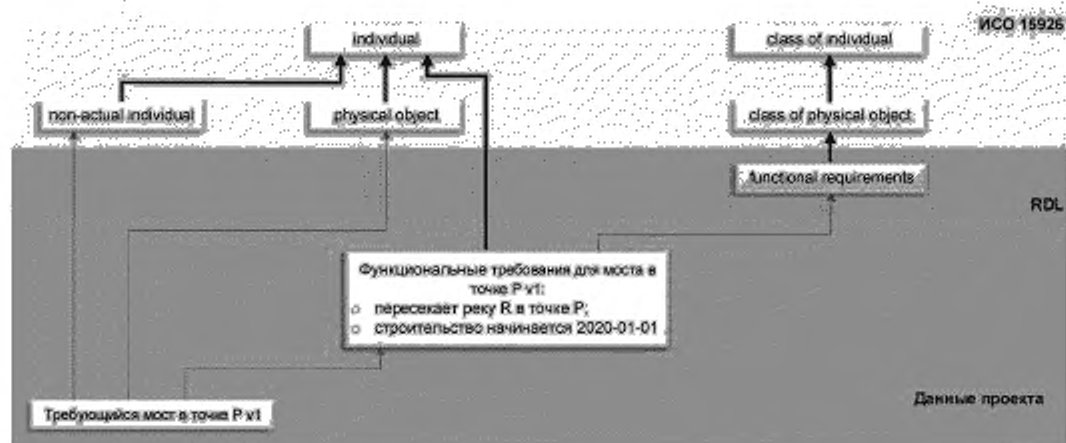 ИСО 15926
individual
class of individual
non-actual individual
physical object
class of physical object
functional requirements
RDL
Функциональные требования для моста в
точке P v1:
o пересекает реку R в точке P;
o строительство начинается 2020-01-01
Данные проекта
Требующийся мост в точке P v1